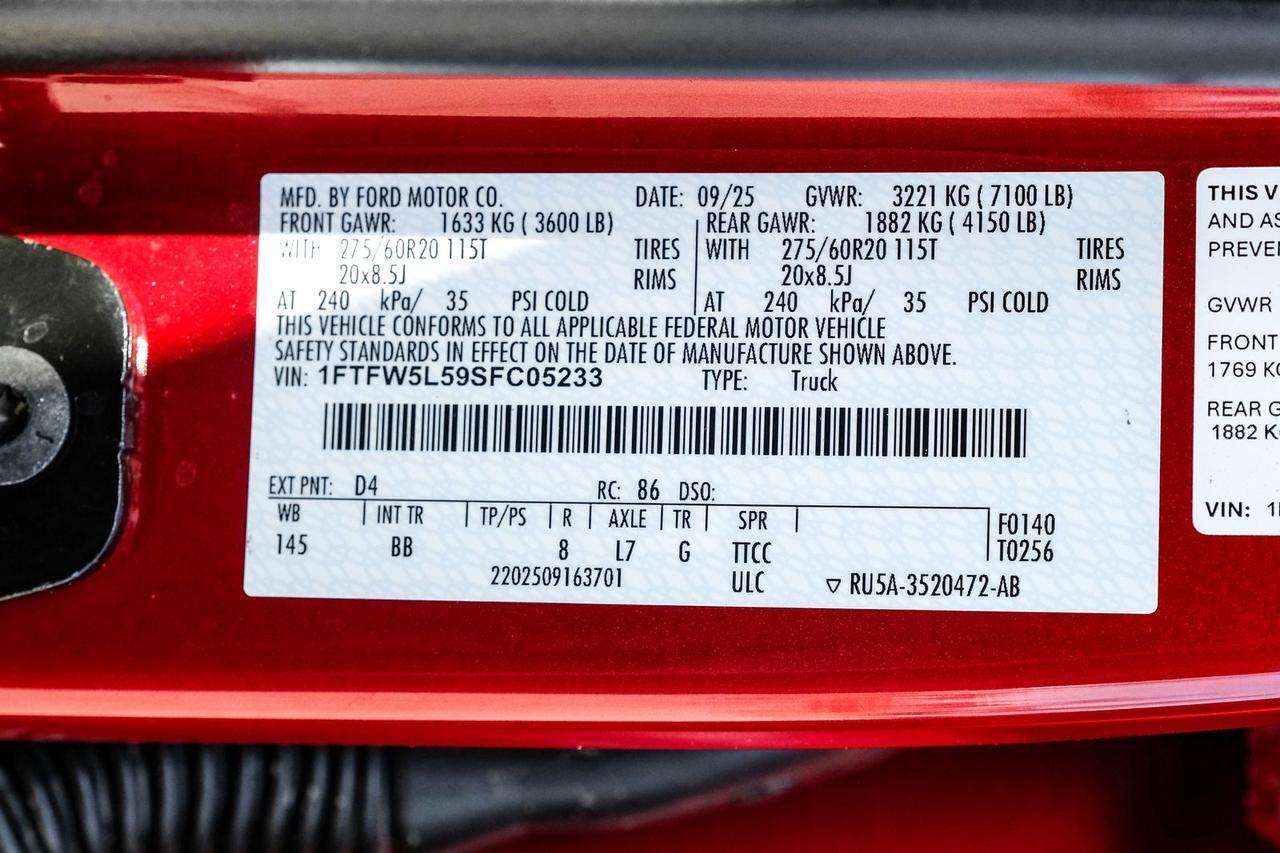 MFD. BY FORD MOTOR CO. DATE: 09/25 GVWR: 3221 KG ( 7100 LB)
FRONT GAWR: 1633 KG ( 3600 LB) REAR GAWR: 1882 KG ( 4150 LB)
WITH 275/60R20 115T TIRES WITH 275/60R20 115T TIRES
20x8.5J RIMS 20x8.5J RIMS
AT 240 kPa/ 35 PSI COLD AT 240 kPa/ 35 PSI COLD
THIS VEHICLE CONFORMS TO ALL APPLICABLE FEDERAL MOTOR VEHICLE
SAFETY STANDARDS IN EFFECT ON THE DATE OF MANUFACTURE SHOWN ABOVE.
VIN: 1FTFW5L59SFC05233 TYPE: Truck
EXT PNT: D4 RC: 86 DSO:
WB INT TR TP/PS R AXLE TR SPR F0140
145 BB 8 L7 G TTCC T0256
2202509163701 ULC ▽ RU5A-3520472-AB
THIS V
AND AS
PREVE
GVWR
FRONT
1769 KG
REAR G
1882 K
VIN: 1